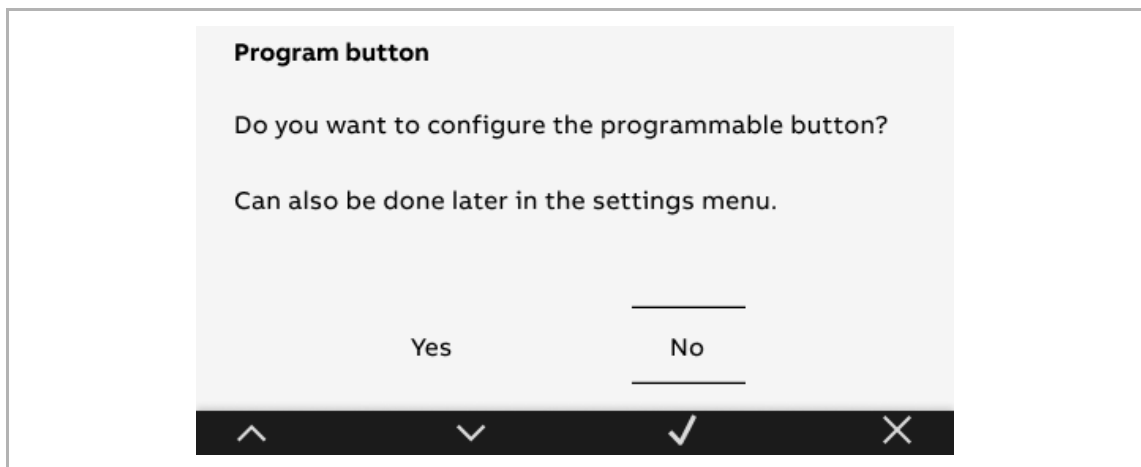 Program button
Do you want to configure the programmable button?
Can also be done later in the settings menu.
Yes No